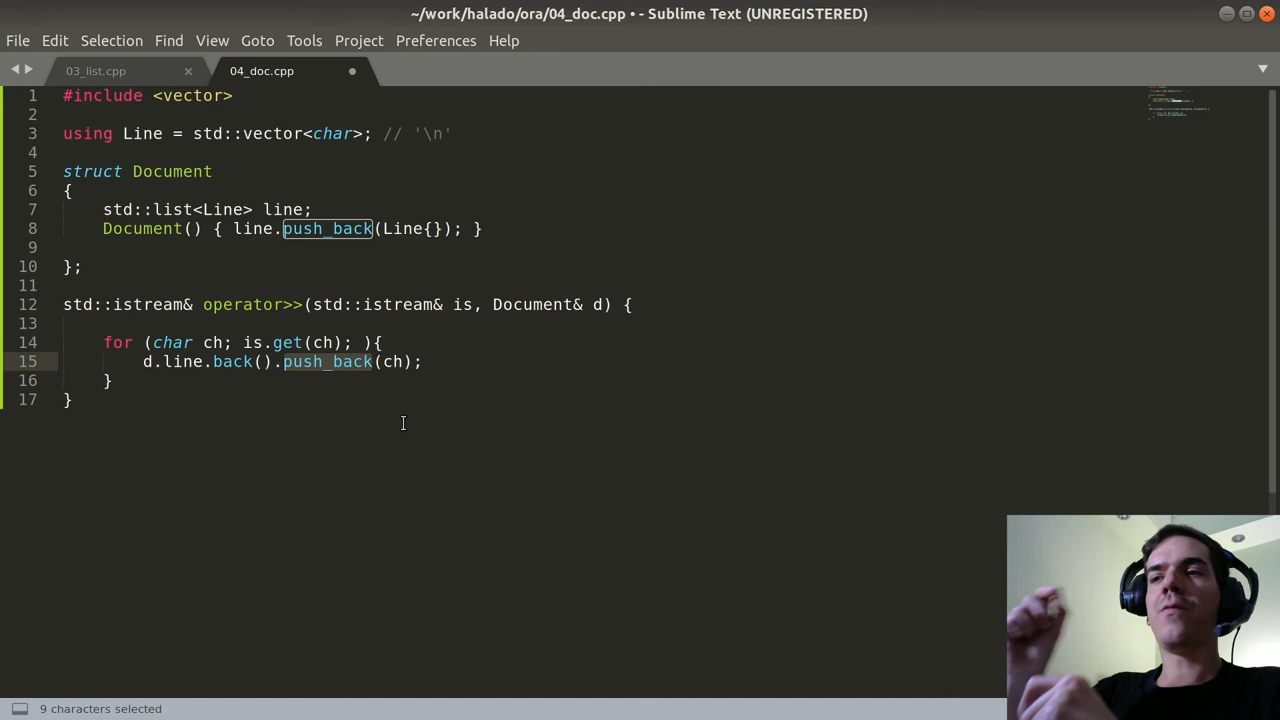 ~/work/halado/ora/04_doc.cpp • - Sublime Text (UNREGISTERED)
File Edit Selection Find View Goto Tools Project Preferences Help
03_list.cpp 04_doc.cpp
1 #include <vector>
2
3 using Line = std::vector<char>; // '\n'
4
5 struct Document
6 {
7 std::list<Line> line;
8 Document() { line.push_back(Line{}); }
9
10 };
11
12 std::istream& operator>>(std::istream& is, Document& d) {
13
14 for (char ch; is.get(ch); ){
15 d.line.back().push_back(ch);
16 }
17 }
9 characters selected